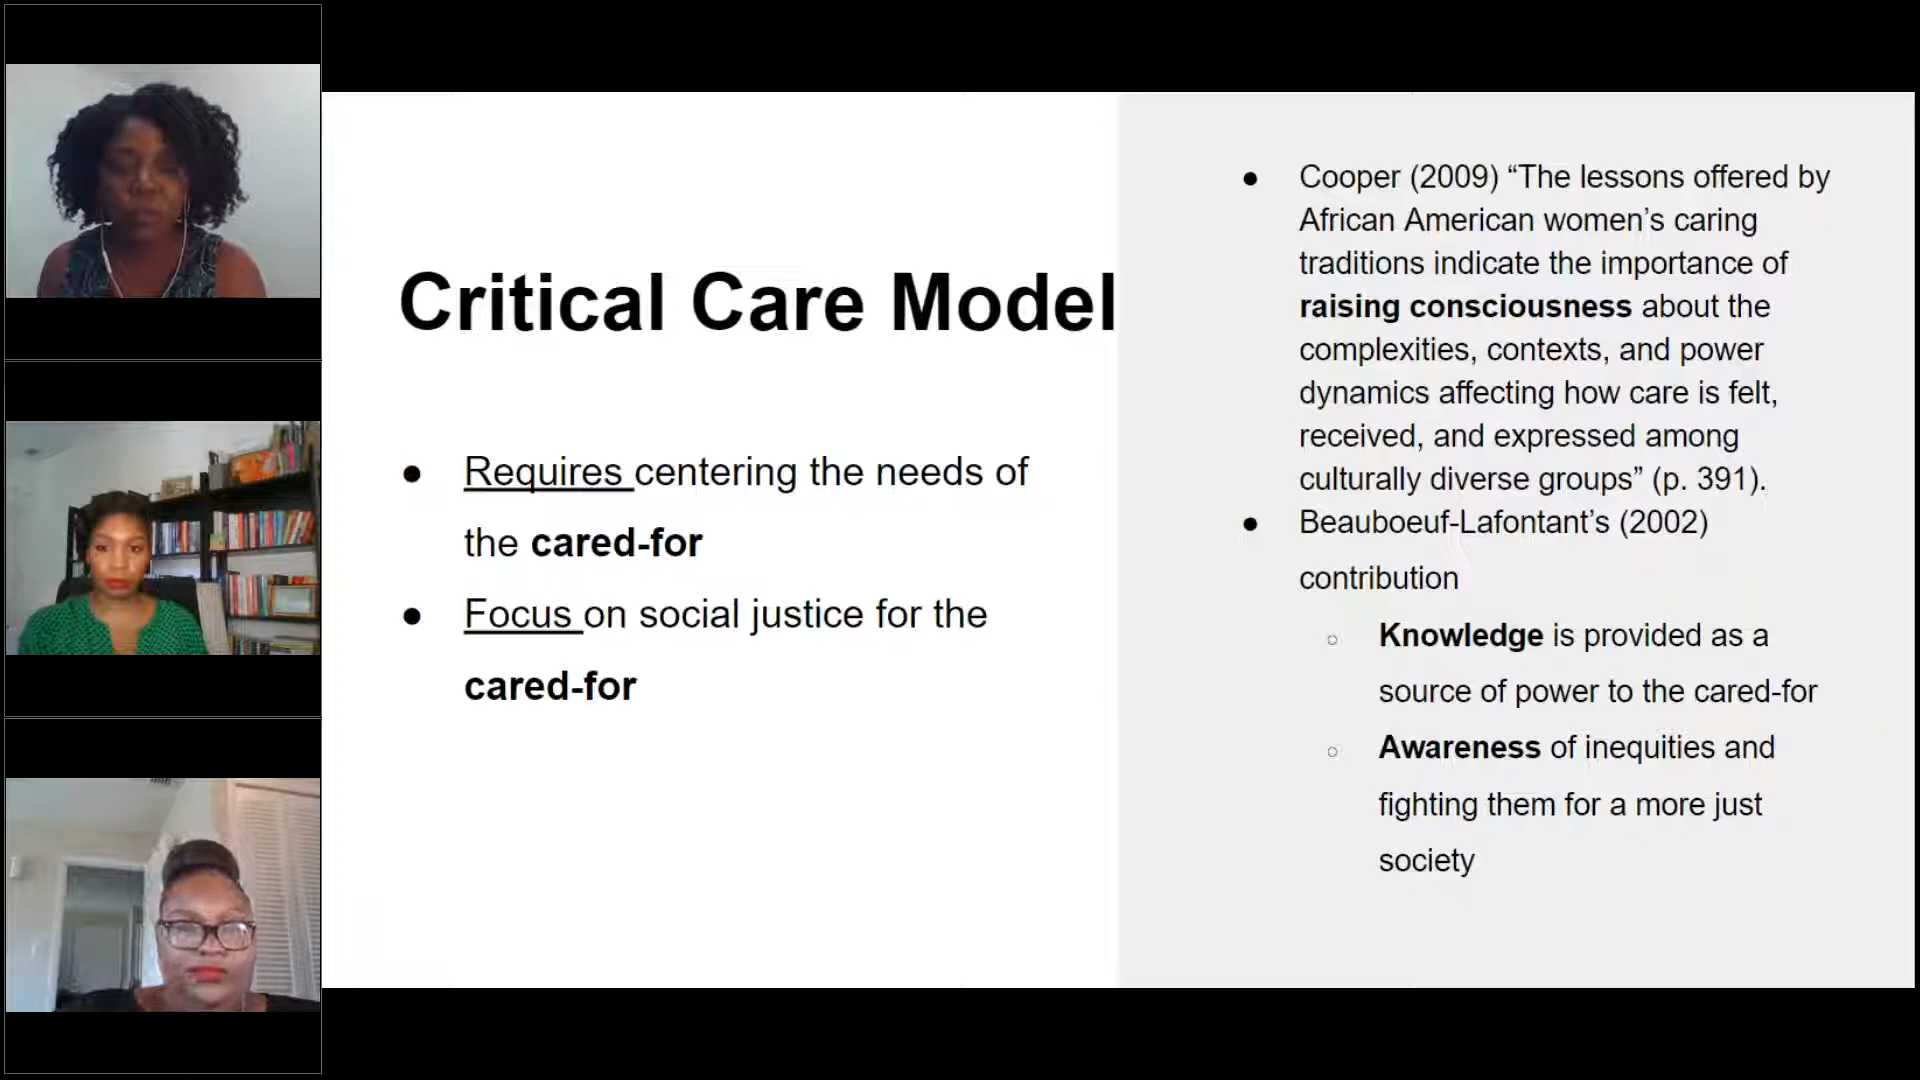 Critical Care Model
● Requires centering the needs of
the cared-for
● Focus on social justice for the
cared-for
● Cooper (2009) “The lessons offered by
African American women’s caring
traditions indicate the importance of
raising consciousness about the
complexities, contexts, and power
dynamics affecting how care is felt,
received, and expressed among
culturally diverse groups” (p. 391).
● Beauboeuf-Lafontant’s (2002)
contribution
○ Knowledge is provided as a
source of power to the cared-for
○ Awareness of inequities and
fighting them for a more just
society